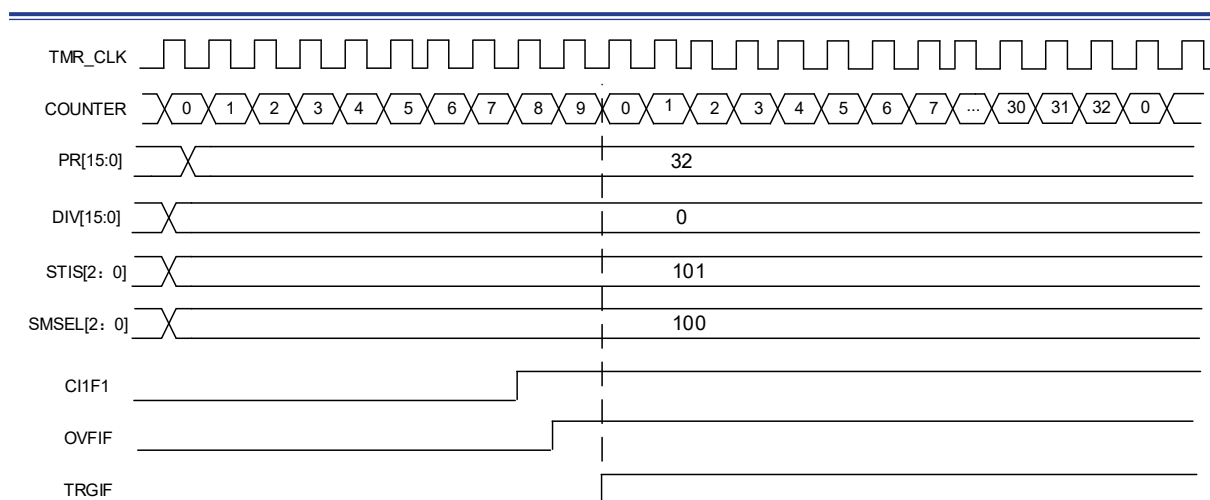 TMR_CLK
COUNTER 0 1 2 3 4 5 6 7 8 9 0 1 2 3 4 5 6 7 ... 30 31 32 0
PR[15:0] 32
DIV[15:0] 0
STIS[2：0] 101
SMSEL[2：0] 100
CI1F1
OVFIF
TRGIF